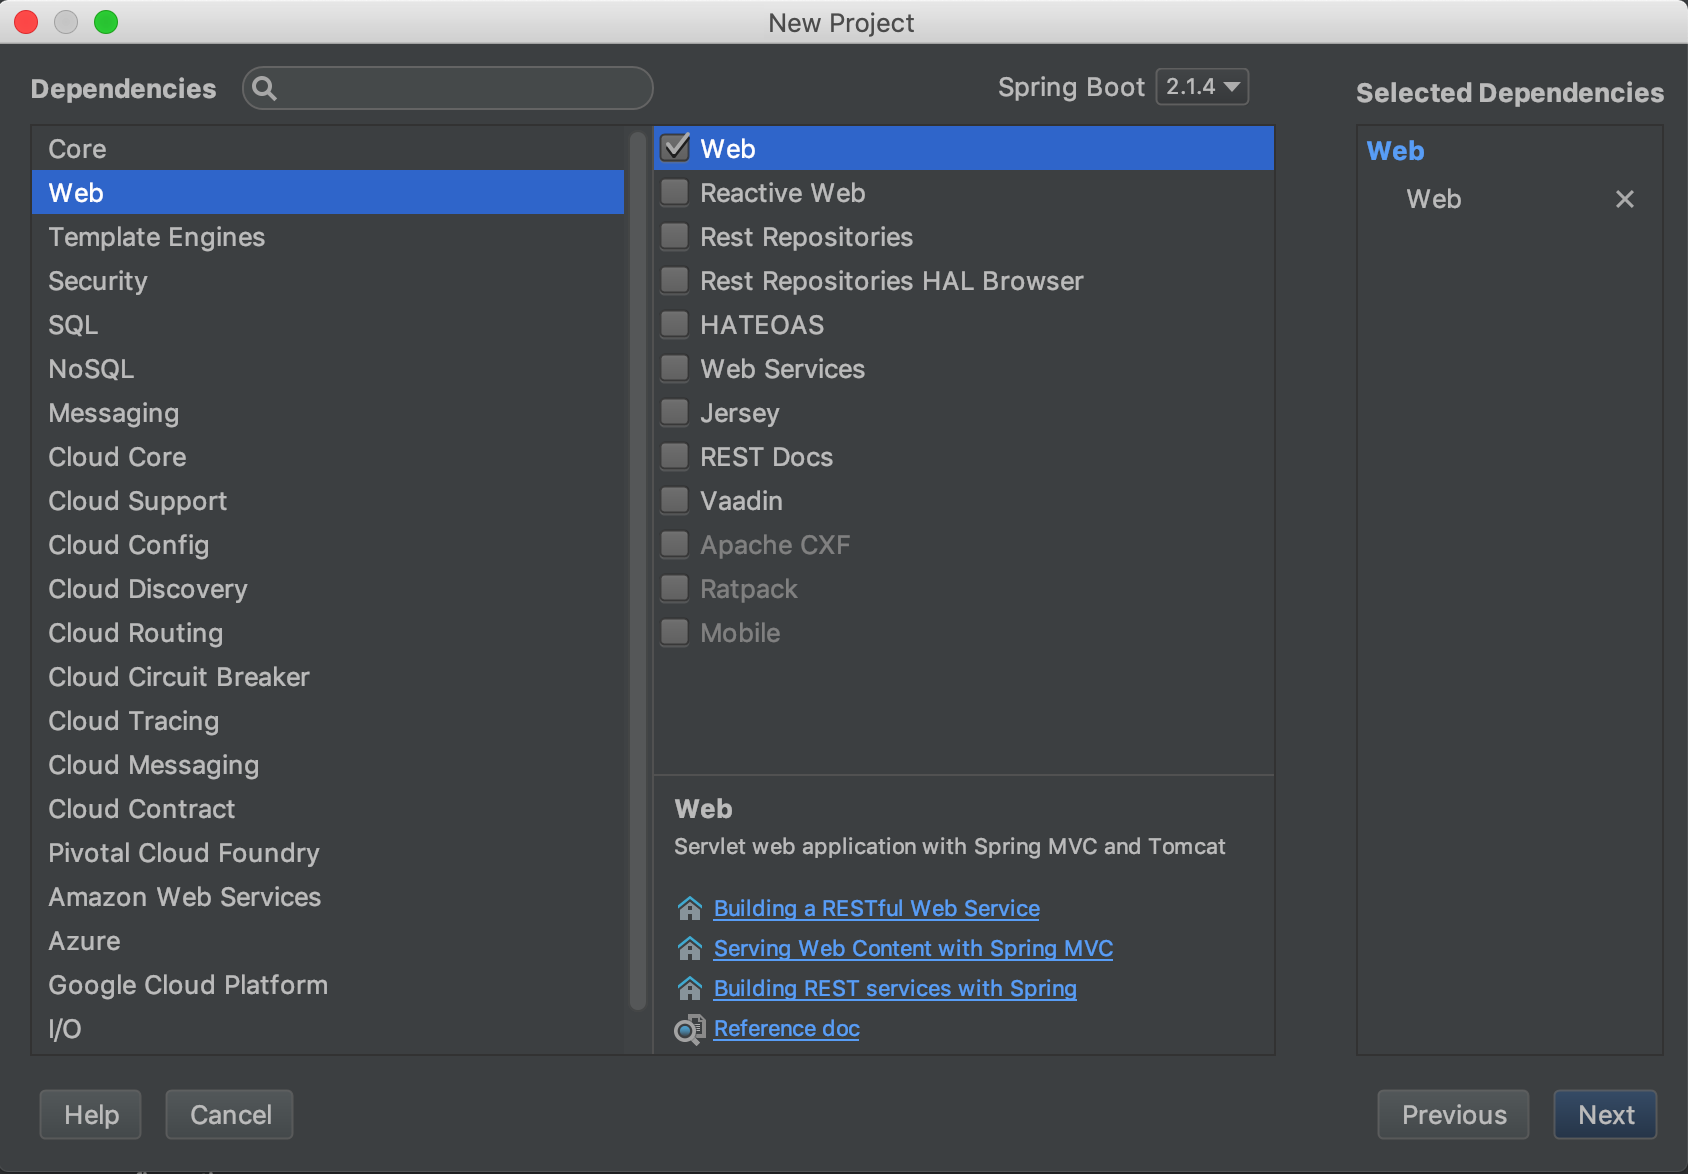 New Project
Dependencies
Spring Boot 2.1.4
Selected Dependencies
Core
Web
Template Engines
Security
SQL
NoSQL
Messaging
Cloud Core
Cloud Support
Cloud Config
Cloud Discovery
Cloud Routing
Cloud Circuit Breaker
Cloud Tracing
Cloud Messaging
Cloud Contract
Pivotal Cloud Foundry
Amazon Web Services
Azure
Google Cloud Platform
I/O
Web
Reactive Web
Rest Repositories
Rest Repositories HAL Browser
HATEOAS
Web Services
Jersey
REST Docs
Vaadin
Apache CXF
Ratpack
Mobile
Web
Servlet web application with Spring MVC and Tomcat
Building a RESTful Web Service
Serving Web Content with Spring MVC
Building REST services with Spring
Reference doc
Web
Web
Help
Cancel
Previous
Next